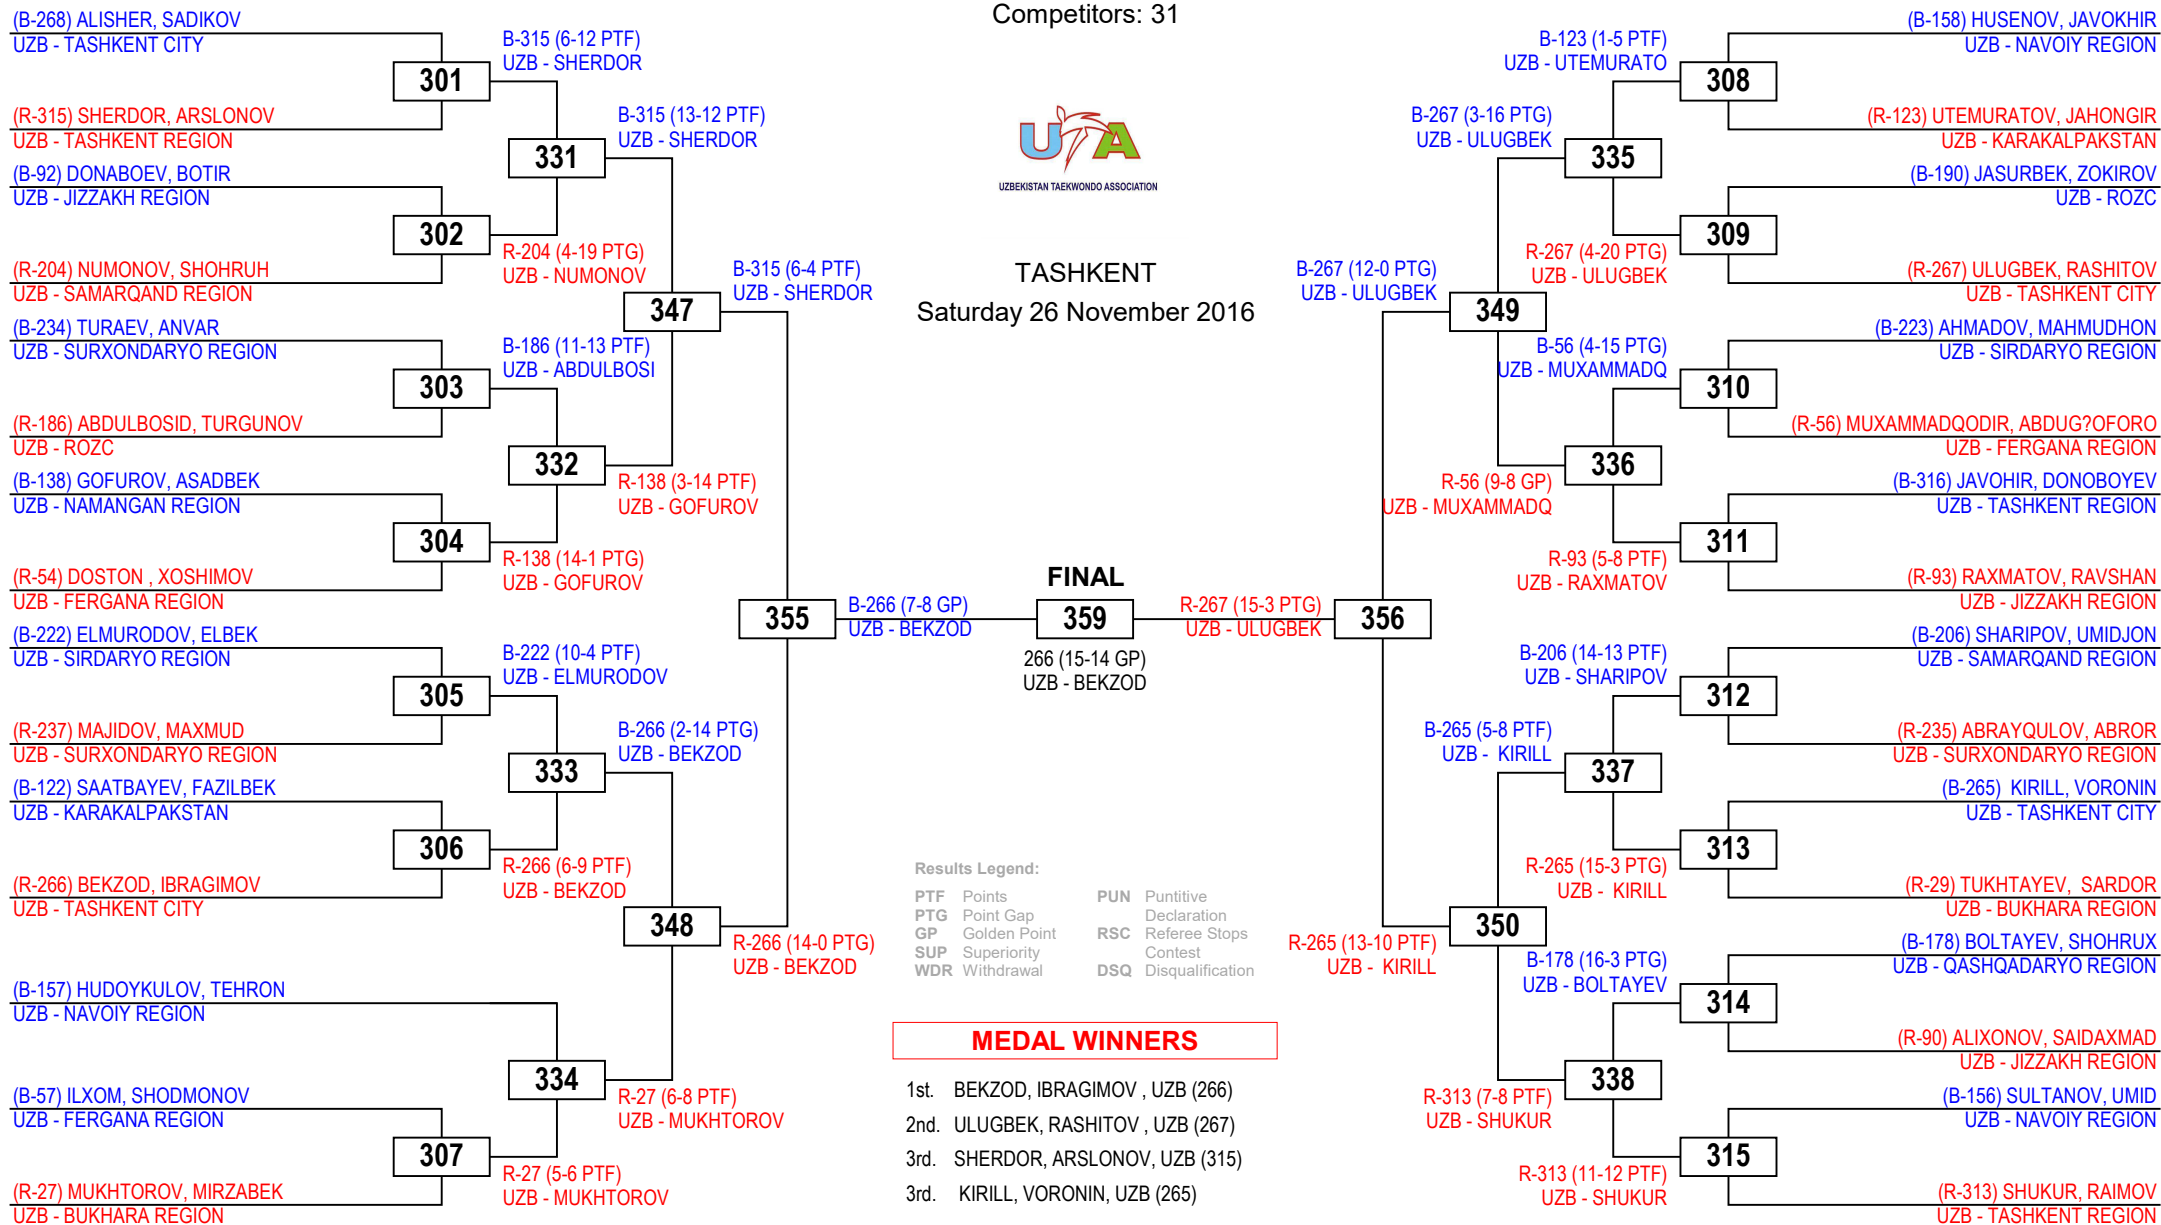 Competitors: 31
(B-268) ALISHER, SADIKOV
UZB - TASHKENT CITY
301
(R-315) SHERDOR, ARSLONOV
UZB - TASHKENT REGION
(B-92) DONABOEV, BOTIR
UZB - JIZZAKH REGION
302
(R-204) NUMONOV, SHOHRUH
UZB - SAMARQAND REGION
(B-234) TURAEV, ANVAR
UZB - SURXONDARYO REGION
303
(R-186) ABDULBOSID, TURGUNOV
UZB - ROZC
(B-138) GOFUROV, ASADBEK
UZB - NAMANGAN REGION
304
(R-54) DOSTON , XOSHIMOV
UZB - FERGANA REGION
(B-222) ELMURODOV, ELBEK
UZB - SIRDARYO REGION
305
(R-237) MAJIDOV, MAXMUD
UZB - SURXONDARYO REGION
(B-122) SAATBAYEV, FAZILBEK
UZB - KARAKALPAKSTAN
306
(R-266) BEKZOD, IBRAGIMOV
UZB - TASHKENT CITY
(B-157) HUDOYKULOV, TEHRON
UZB - NAVOIY REGION
(B-57) ILXOM, SHODMONOV
UZB - FERGANA REGION
307
(R-27) MUKHTOROV, MIRZABEK
UZB - BUKHARA REGION
B-315 (6-12 PTF)
UZB - SHERDOR
331
R-204 (4-19 PTG)
UZB - NUMONOV
B-186 (11-13 PTF)
UZB - ABDULBOSI
332
R-138 (14-1 PTG)
UZB - GOFUROV
B-222 (10-4 PTF)
UZB - ELMURODOV
333
R-266 (6-9 PTF)
UZB - BEKZOD
334
R-27 (5-6 PTF)
UZB - MUKHTOROV
B-315 (13-12 PTF)
UZB - SHERDOR
347
R-138 (3-14 PTF)
UZB - GOFUROV
B-266 (2-14 PTG)
UZB - BEKZOD
348
R-27 (6-8 PTF)
UZB - MUKHTOROV
B-315 (6-4 PTF)
UZB - SHERDOR
355
R-266 (14-0 PTG)
UZB - BEKZOD
B-266 (7-8 GP)
UZB - BEKZOD
UTA
UZBEKISTAN TAEKWONDO ASSOCIATION
TASHKENT
Saturday 26 November 2016
FINAL
359
266 (15-14 GP)
UZB - BEKZOD
Results Legend:
PTF Points
PTG Point Gap
GP Golden Point
SUP Superiority
WDR Withdrawal
PUN Puntitive
Declaration
RSC Referee Stops
Contest
DSQ Disqualification
MEDAL WINNERS
1st. BEKZOD, IBRAGIMOV , UZB (266)
2nd. ULUGBEK, RASHITOV , UZB (267)
3rd. SHERDOR, ARSLONOV, UZB (315)
3rd. KIRILL, VORONIN, UZB (265)
R-267 (15-3 PTG)
UZB - ULUGBEK
356
B-267 (12-0 PTG)
UZB - ULUGBEK
R-265 (13-10 PTF)
UZB - KIRILL
B-267 (3-16 PTG)
UZB - ULUGBEK
349
R-56 (9-8 GP)
UZB - MUXAMMADQ
B-265 (5-8 PTF)
UZB - KIRILL
350
R-313 (7-8 PTF)
UZB - SHUKUR
B-123 (1-5 PTF)
UZB - UTEMURATO
335
R-267 (4-20 PTG)
UZB - ULUGBEK
B-56 (4-15 PTG)
UZB - MUXAMMADQ
336
R-93 (5-8 PTF)
UZB - RAXMATOV
B-206 (14-13 PTF)
UZB - SHARIPOV
337
R-265 (15-3 PTG)
UZB - KIRILL
B-178 (16-3 PTG)
UZB - BOLTAYEV
338
R-313 (11-12 PTF)
UZB - SHUKUR
(B-158) HUSENOV, JAVOKHIR
UZB - NAVOIY REGION
308
(R-123) UTEMURATOV, JAHONGIR
UZB - KARAKALPAKSTAN
(B-190) JASURBEK, ZOKIROV
UZB - ROZC
309
(R-267) ULUGBEK, RASHITOV
UZB - TASHKENT CITY
(B-223) AHMADOV, MAHMUDHON
UZB - SIRDARYO REGION
310
(R-56) MUXAMMADQODIR, ABDUG?OFORO
UZB - FERGANA REGION
(B-316) JAVOHIR, DONOBOYEV
UZB - TASHKENT REGION
311
(R-93) RAXMATOV, RAVSHAN
UZB - JIZZAKH REGION
(B-206) SHARIPOV, UMIDJON
UZB - SAMARQAND REGION
312
(R-235) ABRAYQULOV, ABROR
UZB - SURXONDARYO REGION
(B-265) KIRILL, VORONIN
UZB - TASHKENT CITY
313
(R-29) TUKHTAYEV, SARDOR
UZB - BUKHARA REGION
(B-178) BOLTAYEV, SHOHRUX
UZB - QASHQADARYO REGION
314
(R-90) ALIXONOV, SAIDAXMAD
UZB - JIZZAKH REGION
(B-156) SULTANOV, UMID
UZB - NAVOIY REGION
315
(R-313) SHUKUR, RAIMOV
UZB - TASHKENT REGION